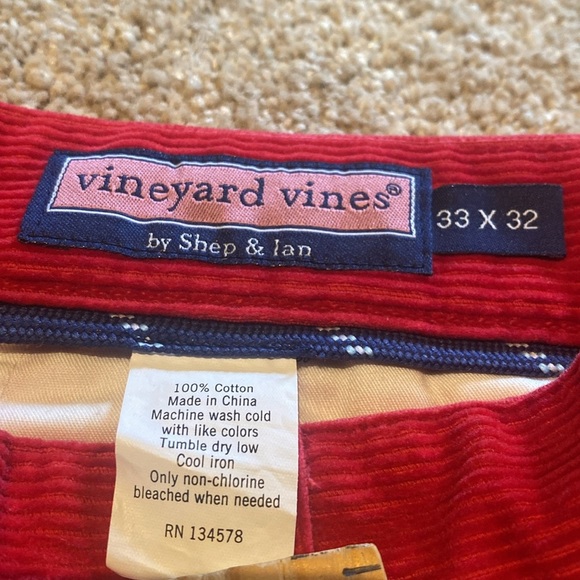 vineyard vines®
by Shep & Ian
33 X 32
100% Cotton
Made in China
Machine wash cold
with like colors
Tumble dry low
Cool iron
Only non-chlorine
bleached when needed
RN 134578